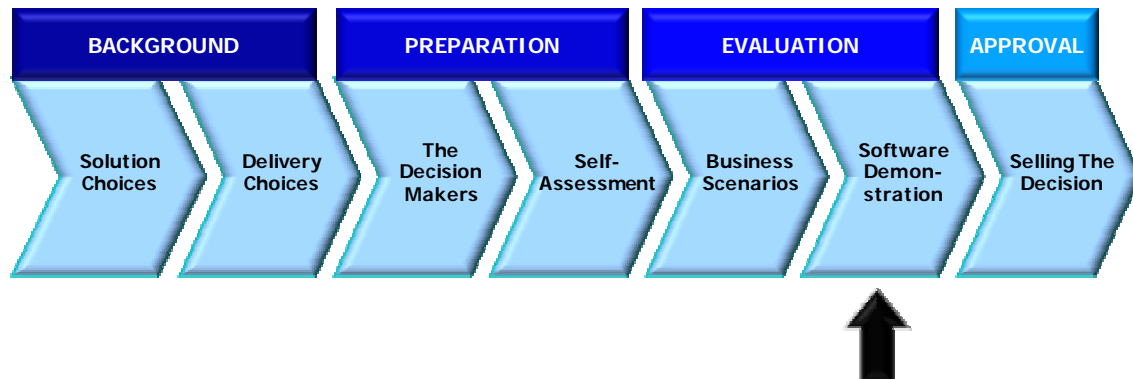 BACKGROUND
PREPARATION
EVALUATION
APPROVAL
Solution
Choices
Delivery
Choices
The
Decision
Makers
Self-
Assessment
Business
Scenarios
Software
Demon-
stration
Selling The
Decision